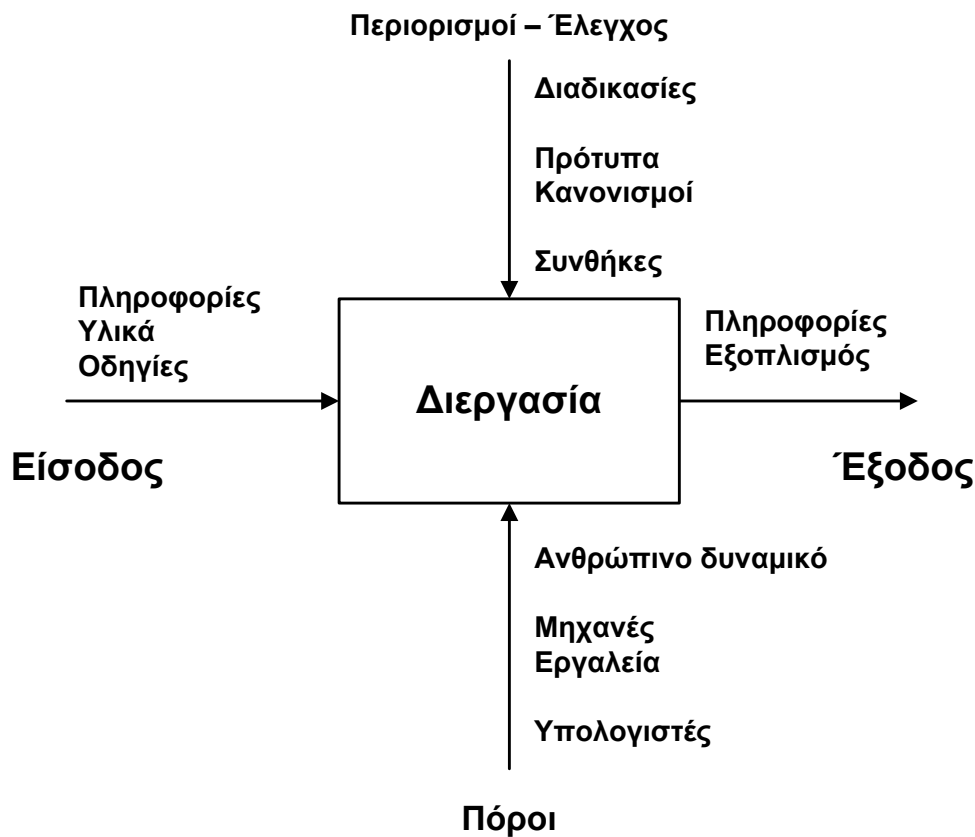 Περιορισμοί – Έλεγχος
Διαδικασίες
Πρότυπα
Κανονισμοί
Συνθήκες
Πληροφορίες
Υλικά
Οδηγίες
Είσοδος
Διεργασία
Πληροφορίες
Εξοπλισμός
Έξοδος
Ανθρώπινο δυναμικό
Μηχανές
Εργαλεία
Υπολογιστές
Πόροι